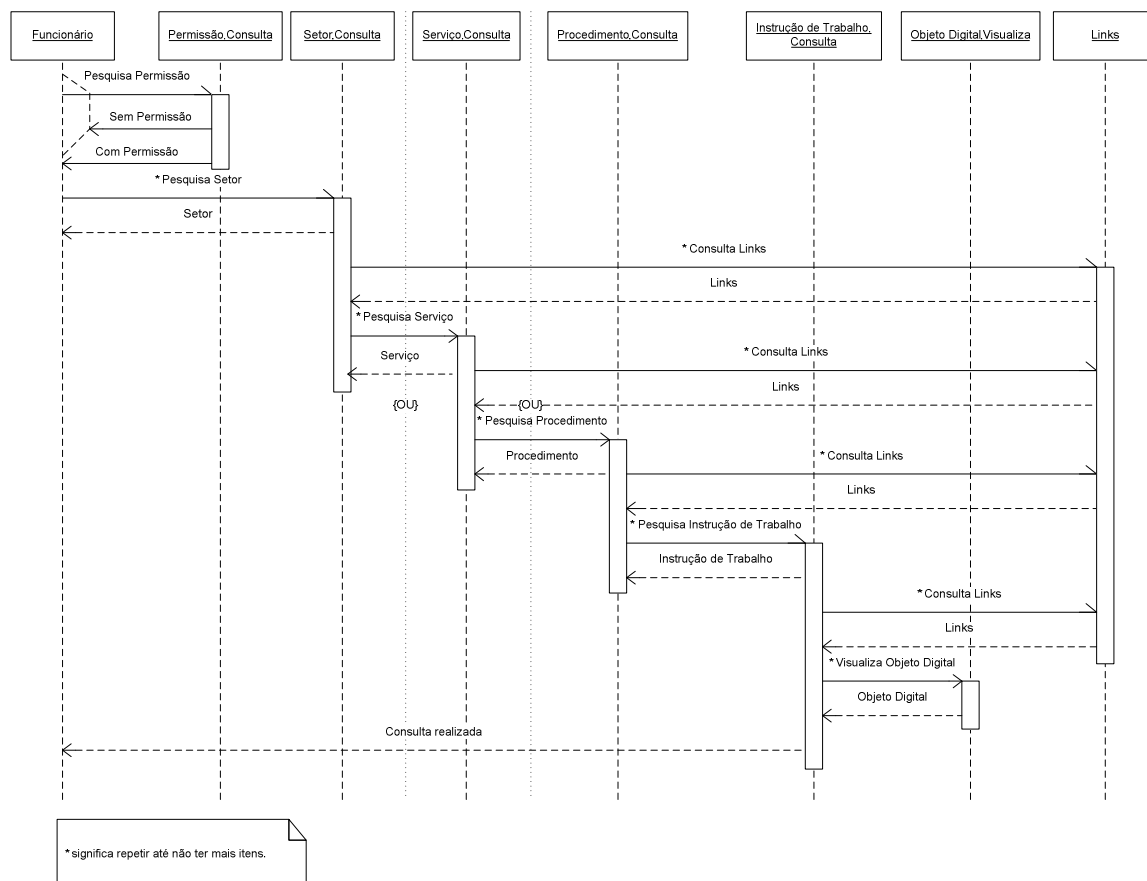 Funcionário
Permissão,Consulta
Setor,Consulta
Serviço,Consulta
Procedimento,Consulta
Instrução de Trabalho,
Consulta
Objeto Digital,Visualiza
Links
Pesquisa Permissão
Sem Permissão
Com Permissão
* Pesquisa Setor
Setor
* Consulta Links
Links
* Pesquisa Serviço
Serviço
* Consulta Links
Links
{OU}
{OU}
* Pesquisa Procedimento
Procedimento
* Consulta Links
Links
* Pesquisa Instrução de Trabalho
Instrução de Trabalho
* Consulta Links
Links
* Visualiza Objeto Digital
Objeto Digital
Consulta realizada
* significa repetir até não ter mais itens.